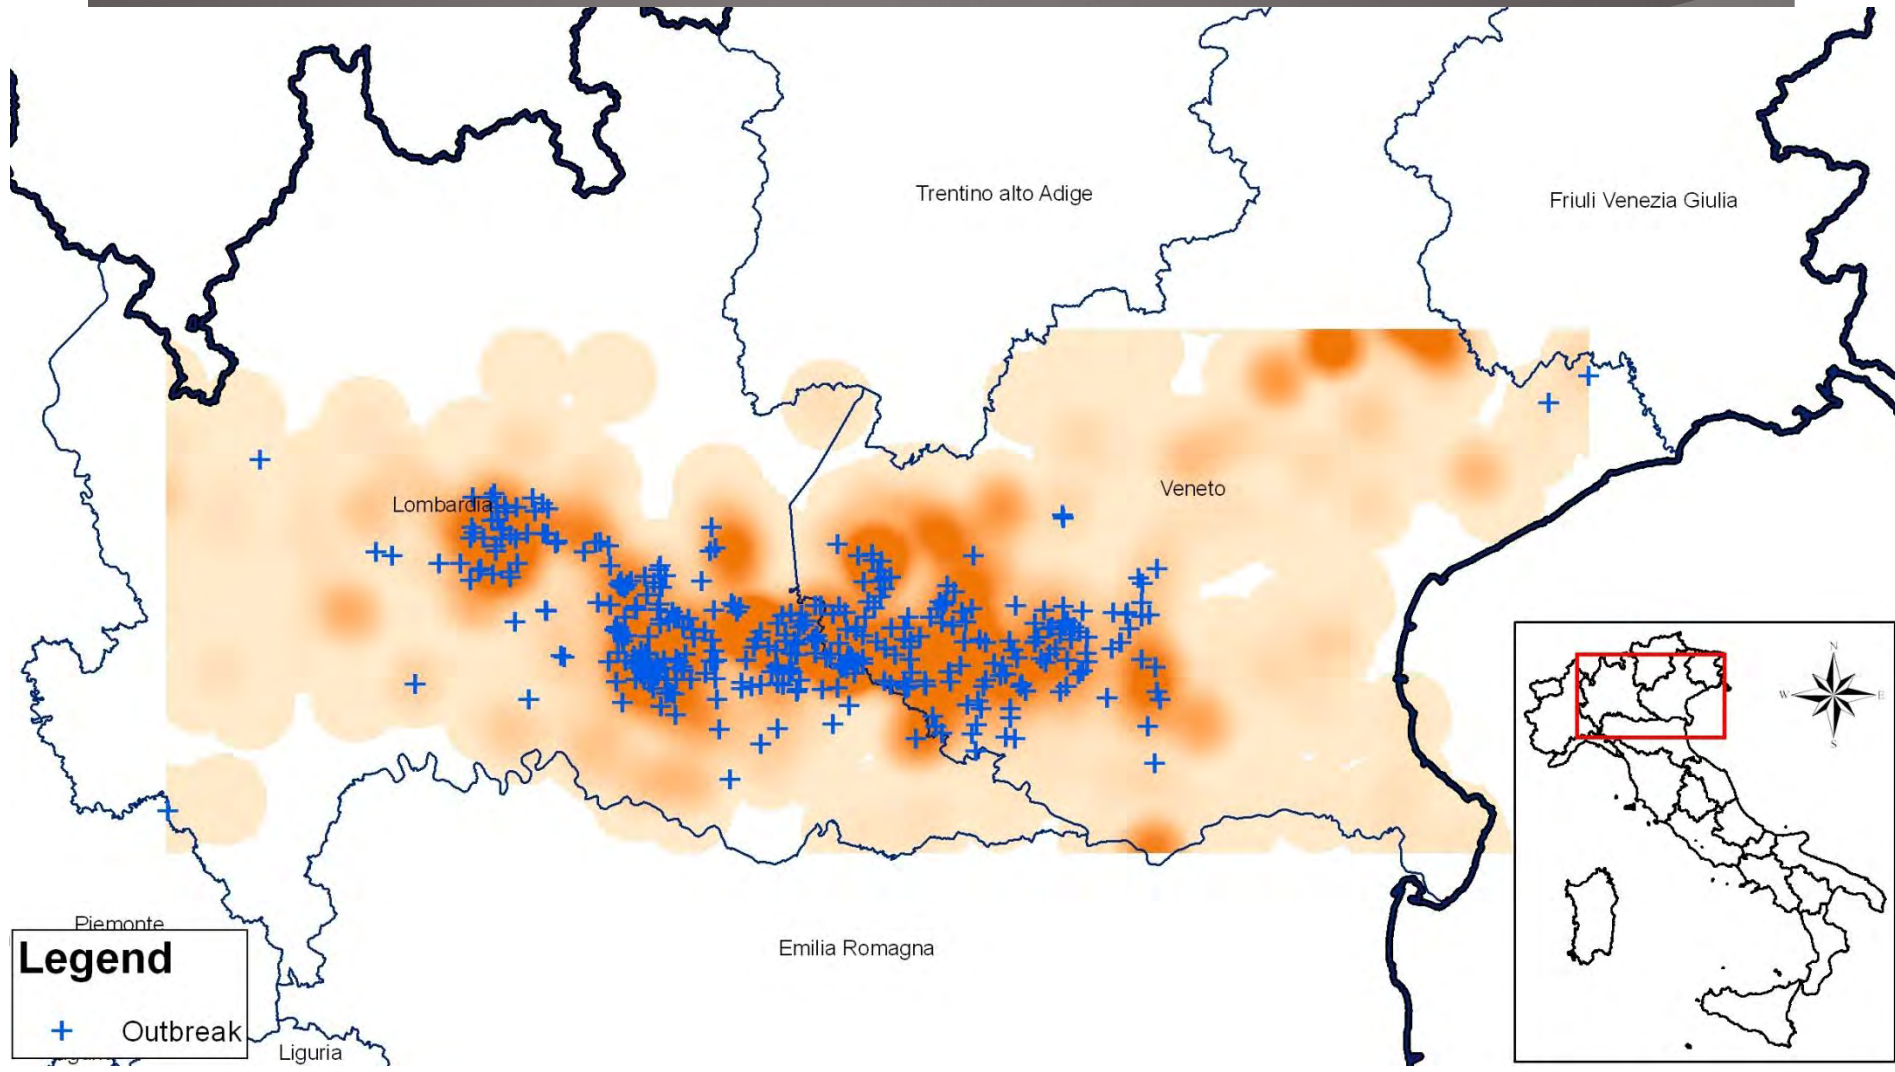 Trentino alto Adige
Friuli Venezia Giulia
Lombardia
Veneto
N
W
E
S
Piemonte
Emilia Romagna
Legend
Outbreak
Liguria